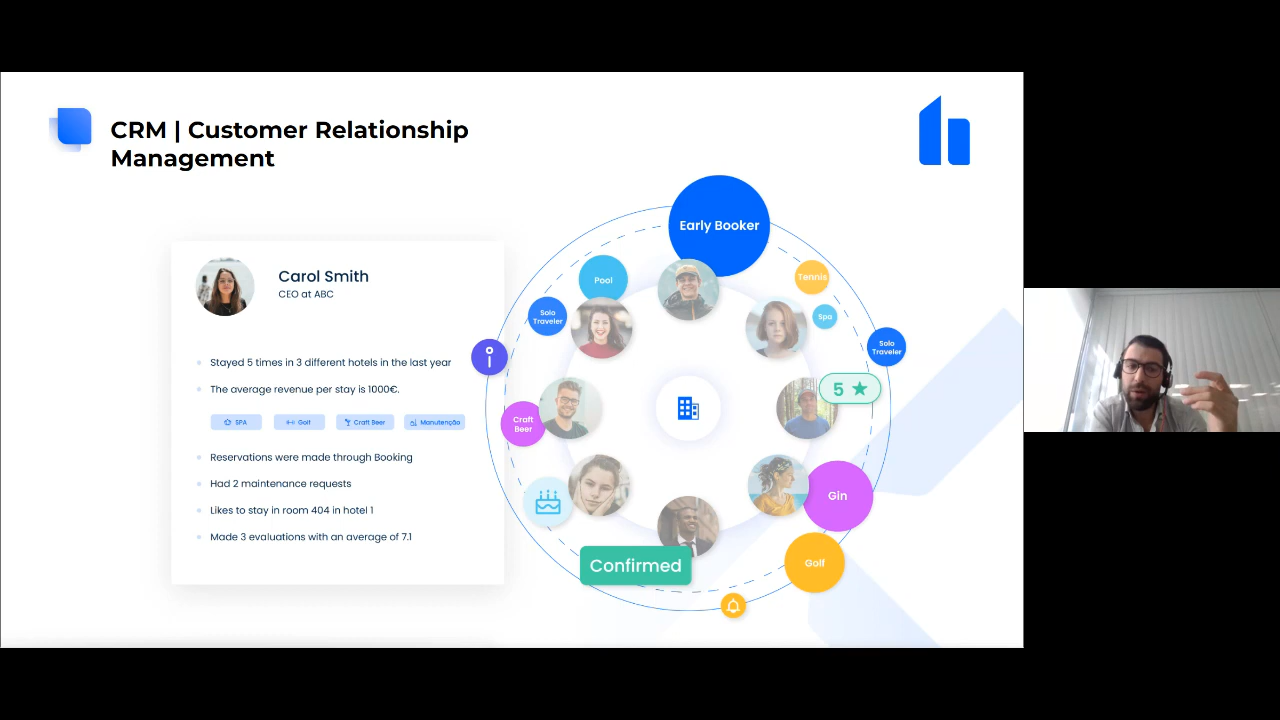 CRM | Customer Relationship
Management
Carol Smith
CEO at ABC
Stayed 5 times in 3 different hotels in the last year
The average revenue per stay is 1000€.
SPA
Golf
Craft Beer
Manutenção
Reservations were made through Booking
Had 2 maintenance requests
Likes to stay in room 404 in hotel 1
Made 3 evaluations with an average of 7.1
Early Booker
Pool
Tennis
Solo
Traveler
Spa
Solo
Traveler
5
Craft
Beer
Gin
Confirmed
Golf